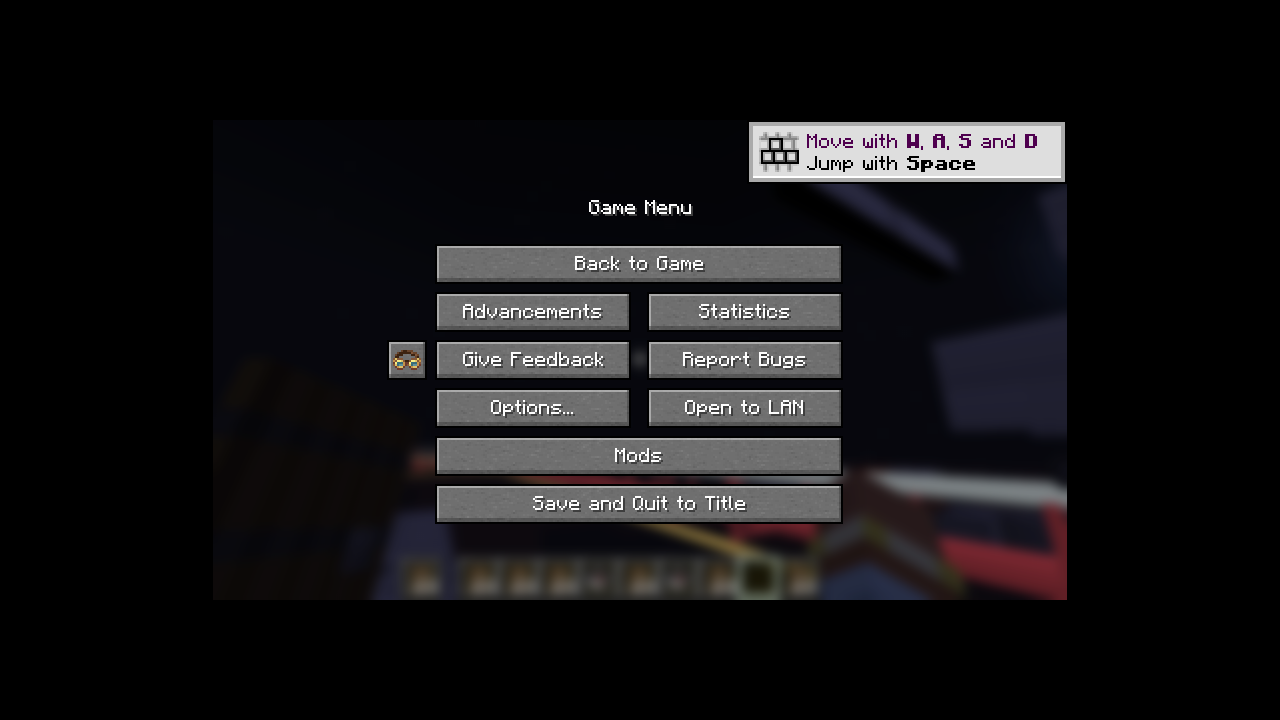 Move with W, A, S and D
Jump with Space
Game Menu
Back to Game
Advancements
Statistics
Give Feedback
Report Bugs
Options...
Open to LAN
Mods
Save and Quit to Title